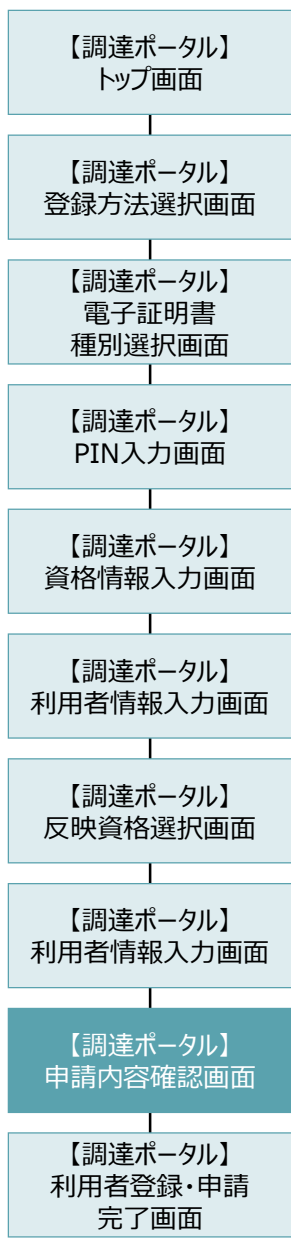 【調達ポータル】
トップ画面
【調達ポータル】
登録方法選択画面
【調達ポータル】
電子証明書
種別選択画面
【調達ポータル】
PIN入力画面
【調達ポータル】
資格情報入力画面
【調達ポータル】
利用者情報入力画面
【調達ポータル】
反映資格選択画面
【調達ポータル】
利用者情報入力画面
【調達ポータル】
申請内容確認画面
【調達ポータル】
利用者登録・申請
完了画面